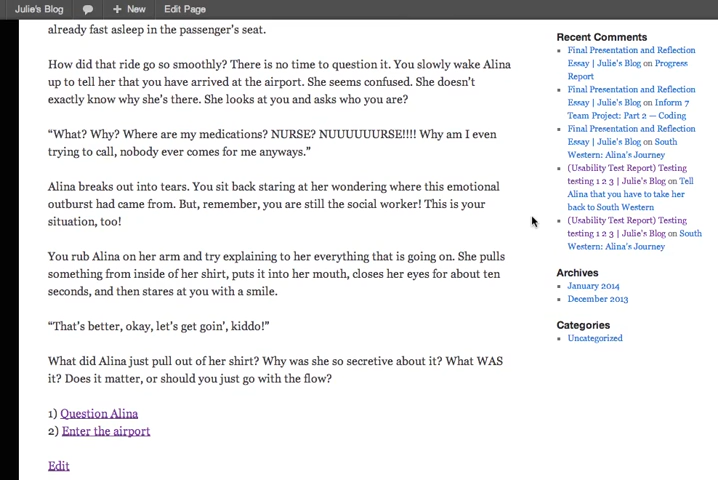 Julie's Blog + New Edit Page
already fast asleep in the passenger's seat.
How did that ride go so smoothly? There is no time to question it. You slowly wake Alina
up to tell her that you have arrived at the airport. She seems confused. She doesn't
exactly know why she's there. She looks at you and asks who you are?
“What? Why? Where are my medications? NURSE? NUUUUUURSE!!!! Why am I even
trying to call, nobody ever comes for me anyways.”
Alina breaks out into tears. You sit back staring at her wondering where this emotional
outburst had came from. But, remember, you are still the social worker! This is your
situation, too!
You rub Alina on her arm and try explaining to her everything that is going on. She pulls
something from inside of her shirt, puts it into her mouth, closes her eyes for about ten
seconds, and then stares at you with a smile.
“That's better, okay, let's get goin', kiddo!”
What did Alina just pull out of her shirt? Why was she so secretive about it? What WAS
it? Does it matter, or should you just go with the flow?
1) Question Alina
2) Enter the airport
Edit
Recent Comments
Final Presentation and Reflection
Essay | Julie's Blog on Progress
Report
Final Presentation and Reflection
Essay | Julie's Blog on Inform 7
Team Project: Part 2 — Coding
Final Presentation and Reflection
Essay | Julie's Blog on South
Western: Alina's Journey
(Usability Test Report) Testing
testing 1 2 3 | Julie's Blog on Tell
Alina that you have to take her
back to South Western
(Usability Test Report) Testing
testing 1 2 3 | Julie's Blog on South
Western: Alina's Journey
Archives
January 2014
December 2013
Categories
Uncategorized